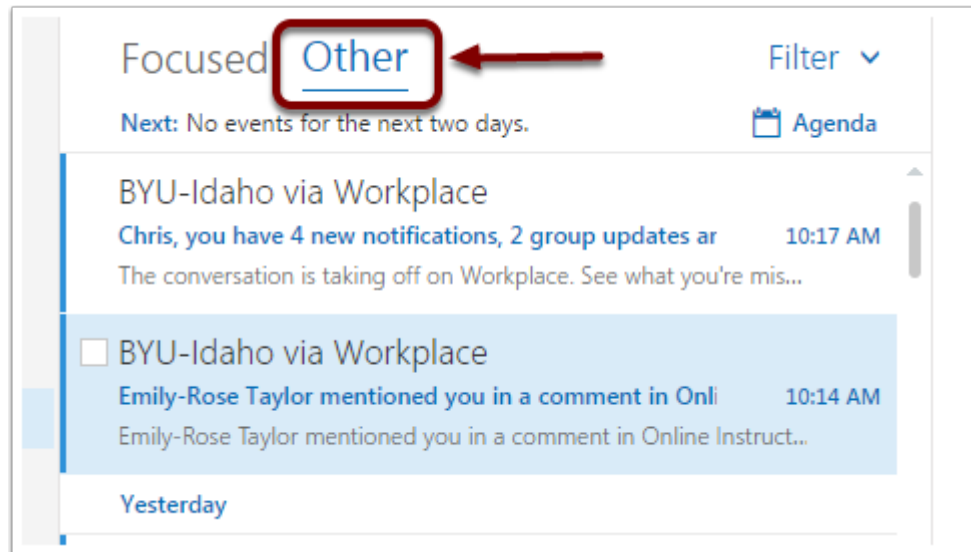 Focused Other Filter
Next: No events for the next two days. Agenda
BYU-Idaho via Workplace
Chris, you have 4 new notifications, 2 group updates ar 10:17 AM
The conversation is taking off on Workplace. See what you're mis...
BYU-Idaho via Workplace
Emily-Rose Taylor mentioned you in a comment in Onli 10:14 AM
Emily-Rose Taylor mentioned you in a comment in Online Instruct...
Yesterday